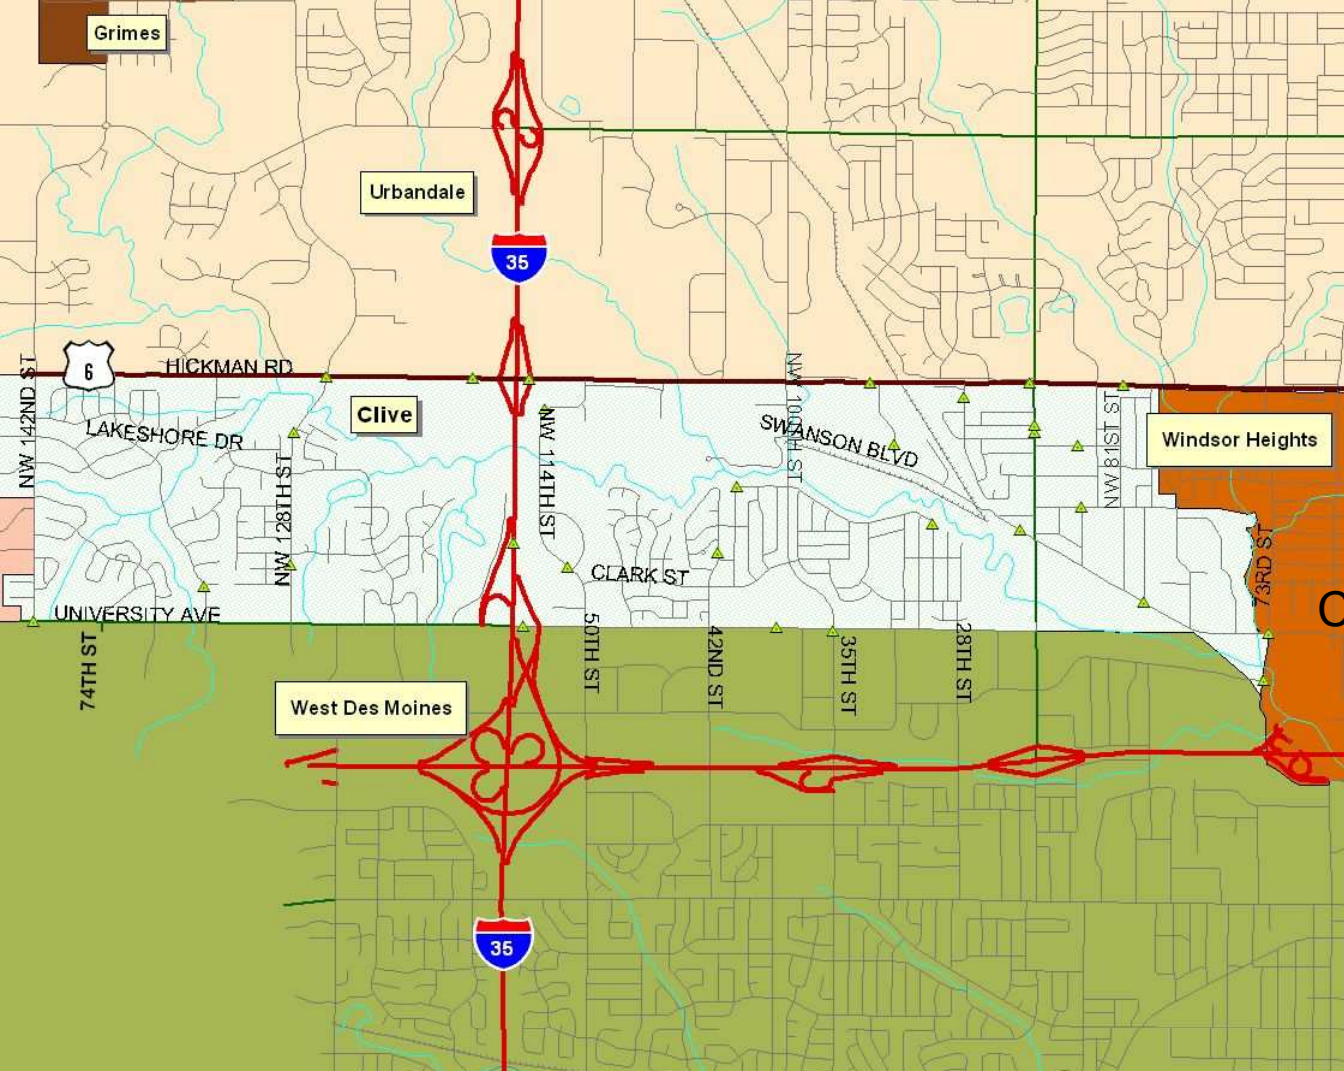 Grimes
Urbandale
35
6
HICKMAN RD
NW 142ND ST
Clive
LAKESHORE DR
NW 128TH ST
NW 114TH ST
NW 100TH ST
SWANSON BLVD
NW 81ST ST
Windsor Heights
73RD ST
CLARK ST
UNIVERSITY AVE
74TH ST
50TH ST
42ND ST
35TH ST
28TH ST
West Des Moines
35